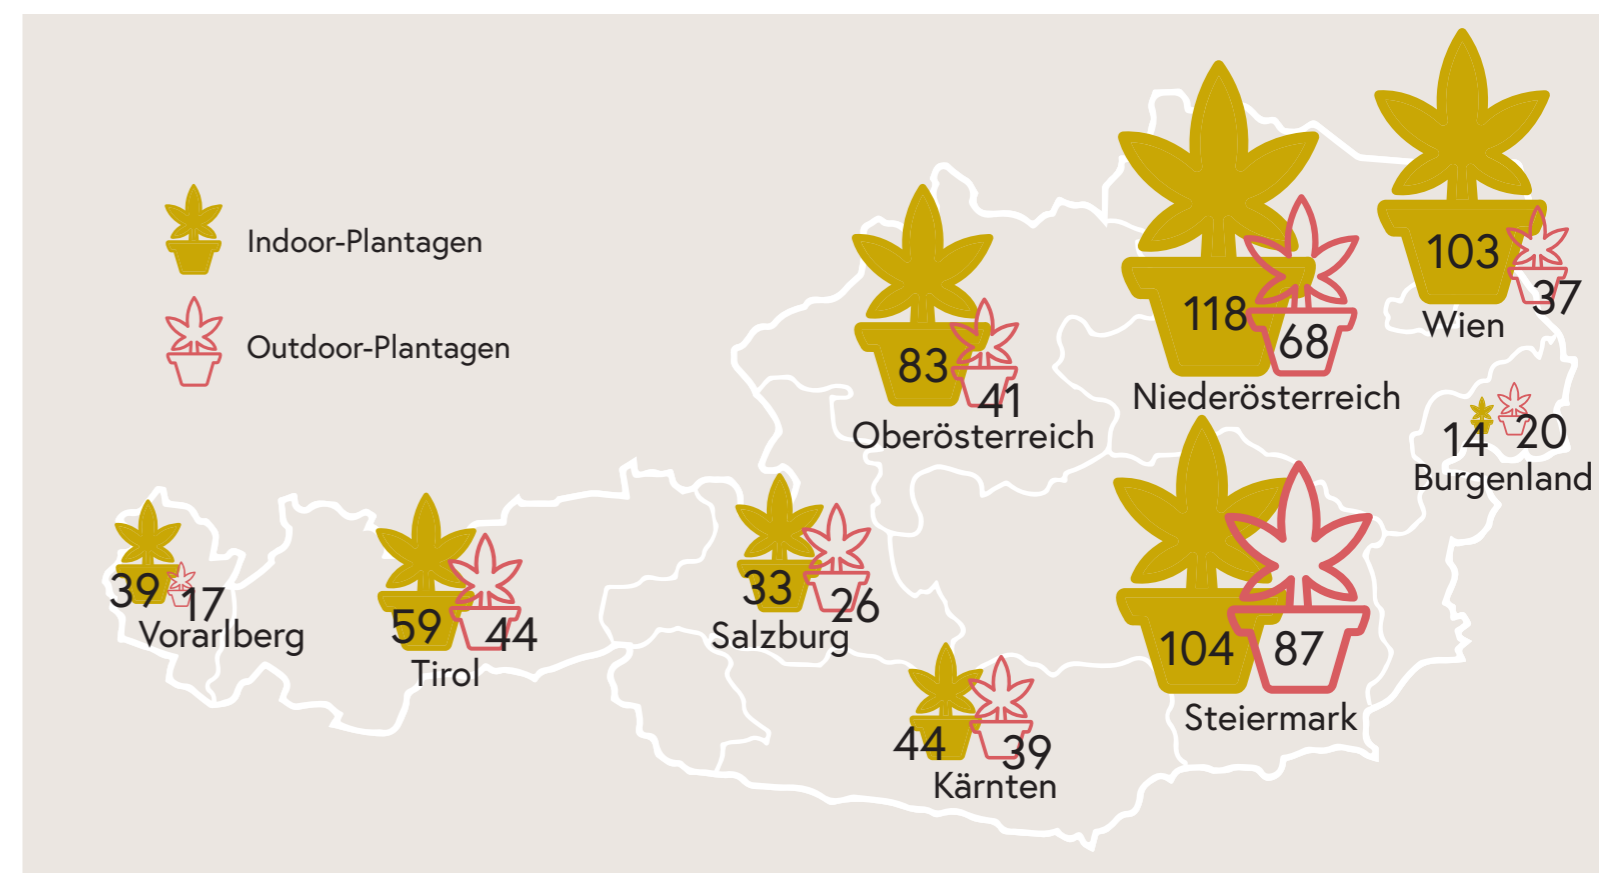 Indoor-Plantagen
Outdoor-Plantagen
103
37
Wien
118
68
Niederösterreich
83
41
Oberösterreich
14
20
Burgenland
39
17
Vorarlberg
59
44
Tirol
33
26
Salzburg
104
87
Steiermark
44
39
Kärnten